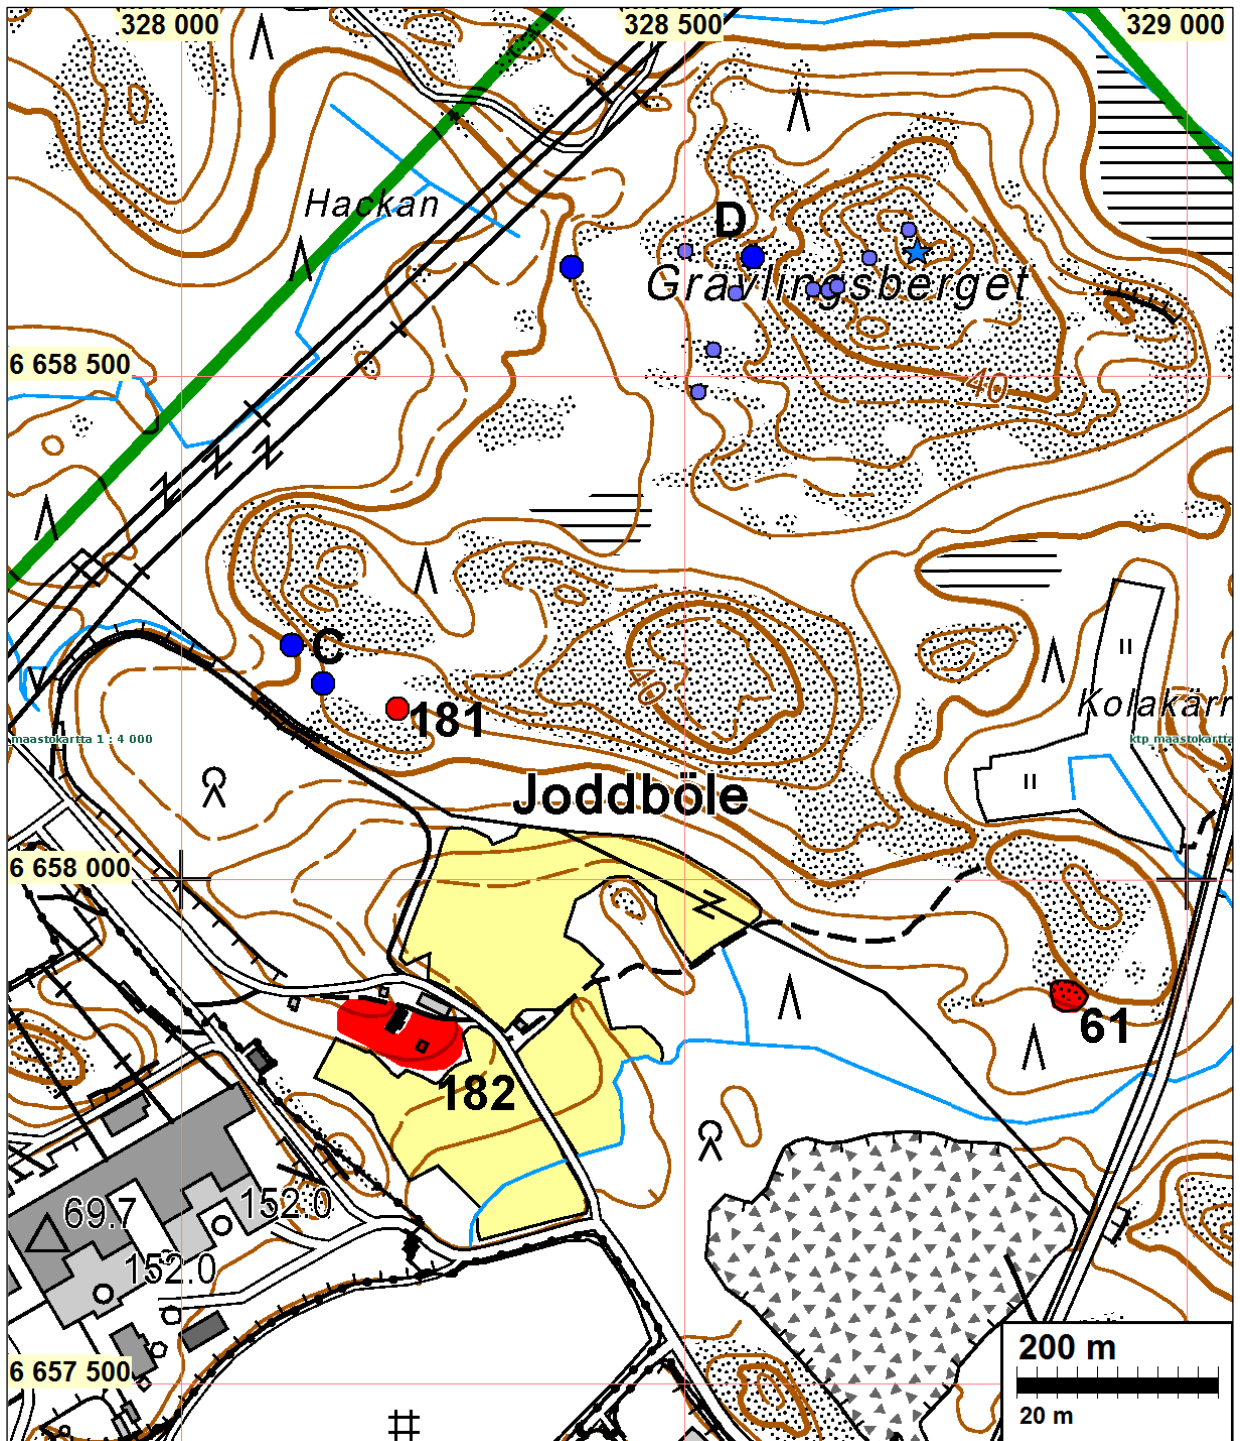 328 000
328 500
329 000
Hackan
D
Grävlingsberget
6 658 500
40
C
40
181
Kolakärr
maastokartta 1 : 4 000
ktp_maastokartta
Joddböle
6 658 000
61
182
69.7
152.0
152.0
6 657 500
200 m
20 m